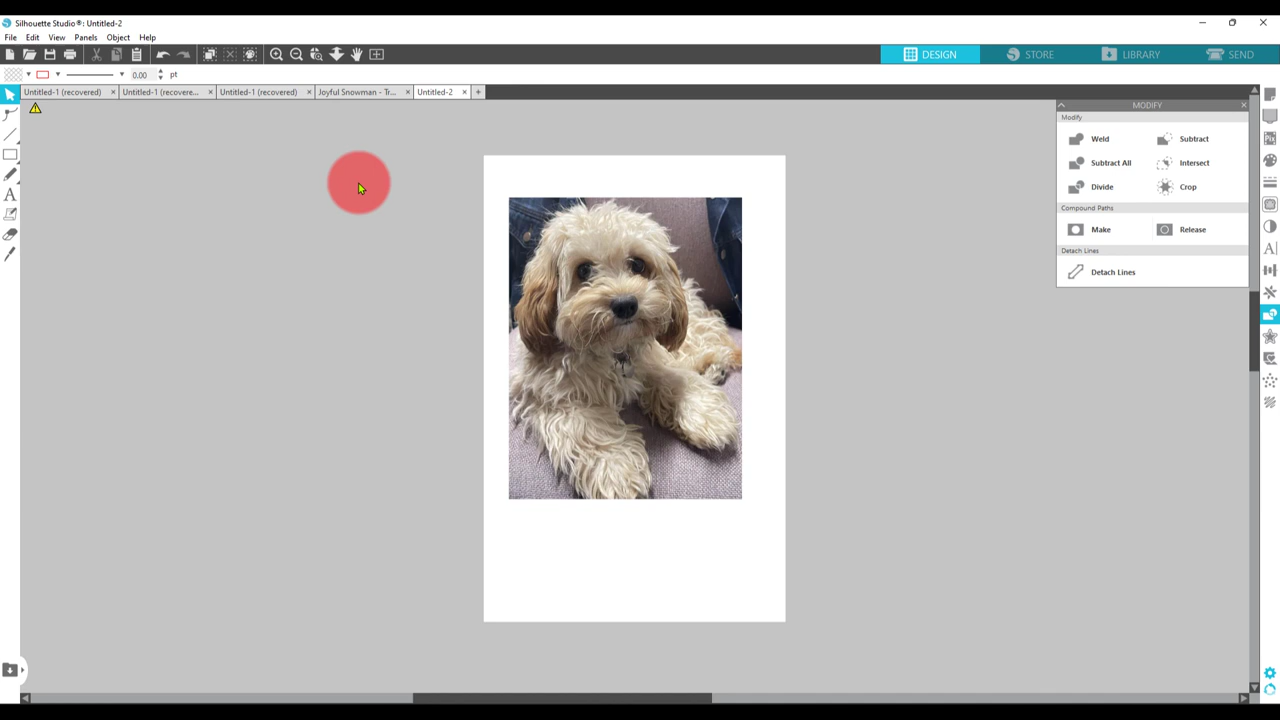 Silhouette Studio®: Untitled-2
File Edit View Panels Object Help
DESIGN STORE LIBRARY SEND
0.00 pt
Untitled-1 (recovered) Untitled-1 (recovere... Untitled-1 (recovered) Joyful Snowman - Tr... Untitled-2
MODIFY
Modify
Weld Subtract
Subtract All Intersect
Divide Crop
Compound Paths
Make Release
Detach Lines
Detach Lines